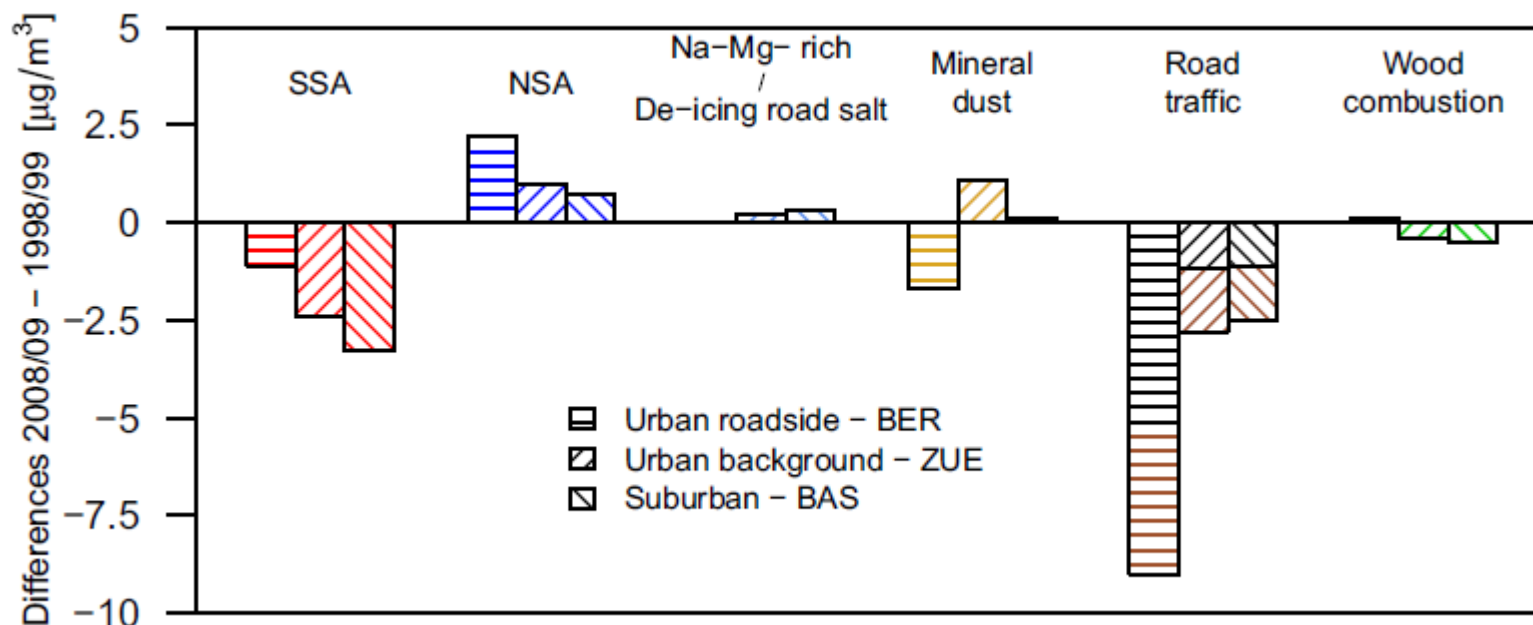 Differences 2008/09 − 1998/99 [µg/m³]
5
2.5
0
−2.5
−5
−7.5
−10
SSA
NSA
Na−Mg− rich
/
De−icing road salt
Mineral
dust
Road
traffic
Wood
combustion
Urban roadside − BER
Urban background − ZUE
Suburban − BAS